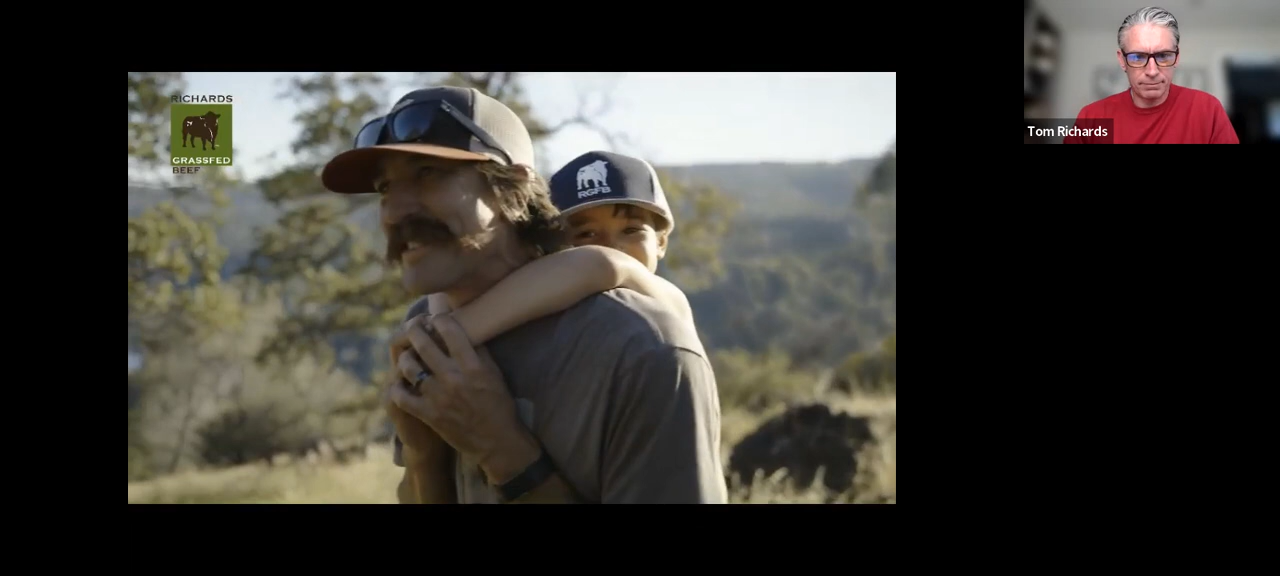 RICHARDS
GRASSFED
BEEF
RGFB
Tom Richards